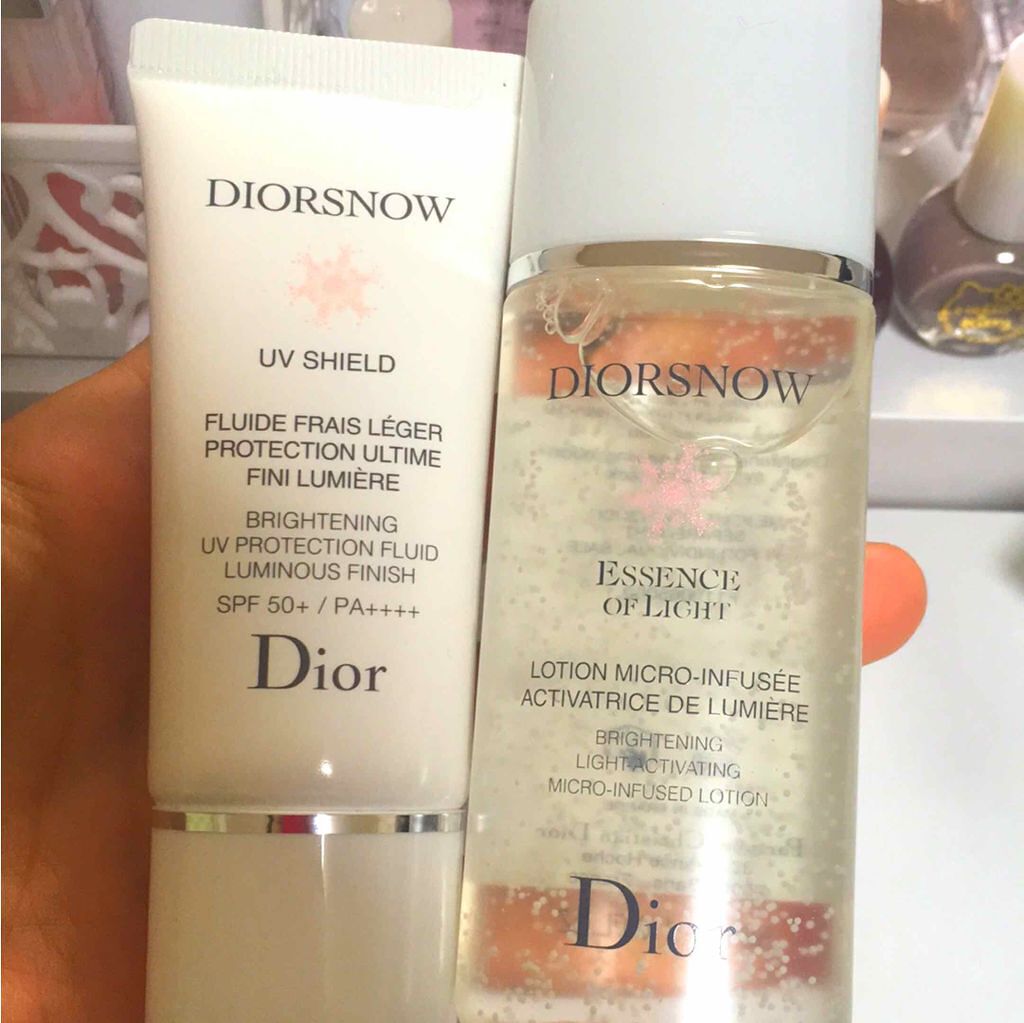 DIORSNOW
UV SHIELD
FLUIDE FRAIS LÉGER
PROTECTION ULTIME
FINI LUMIÈRE
BRIGHTENING
UV PROTECTION FLUID
LUMINOUS FINISH
SPF 50+ / PA++++
Dior
DIORSNOW
ESSENCE
OF LIGHT
LOTION MICRO-INFUSÉE
ACTIVATRICE DE LUMIÈRE
BRIGHTENING
LIGHT-ACTIVATING
MICRO-INFUSED LOTION
Dior